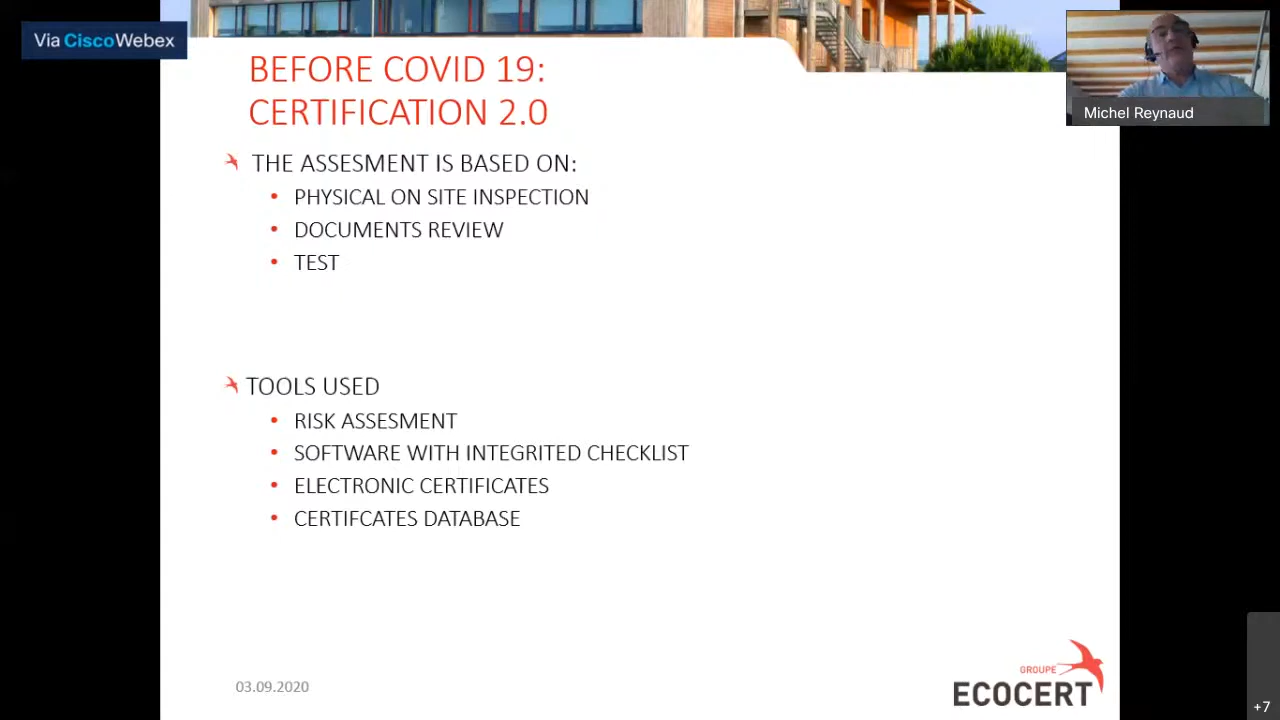 Via CiscoWebex
BEFORE COVID 19:
CERTIFICATION 2.0
Michel Reynaud
THE ASSESMENT IS BASED ON:
• PHYSICAL ON SITE INSPECTION
• DOCUMENTS REVIEW
• TEST
TOOLS USED
• RISK ASSESMENT
• SOFTWARE WITH INTEGRITED CHECKLIST
• ELECTRONIC CERTIFICATES
• CERTIFCATES DATABASE
03.09.2020
GROUPE
ECOCERT
+7